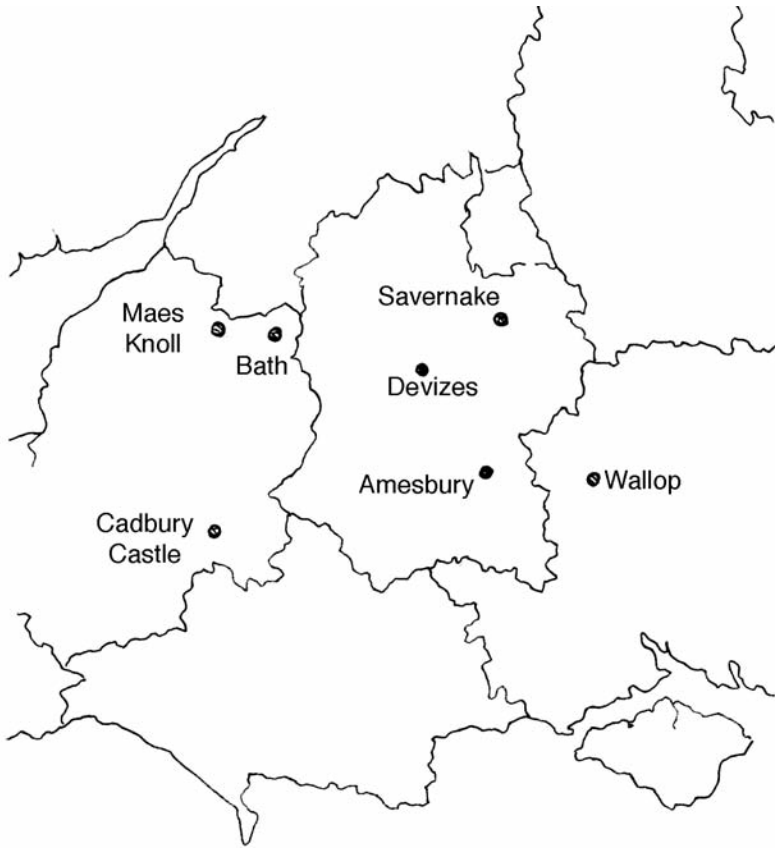 Savernake
Maes
Knoll
Bath
Devizes
Amesbury
Wallop
Cadbury
Castle